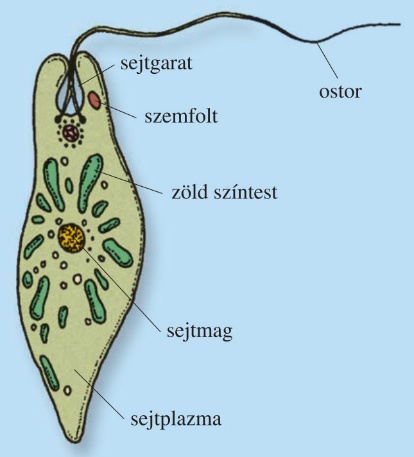 sejtgarat
ostor
szemfolt
zöld színtest
sejtmag
sejtplazma